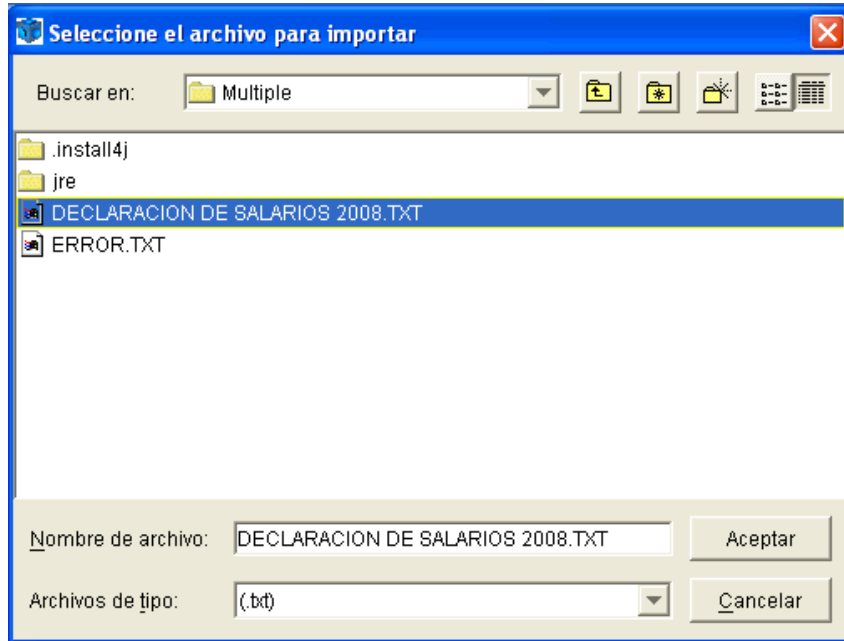 Seleccione el archivo para importar
Buscar en: Multiple
.install4j
jre
DECLARACION DE SALARIOS 2008.TXT
ERROR.TXT
Nombre de archivo: DECLARACION DE SALARIOS 2008.TXT Aceptar
Archivos de tipo: (.txt) Cancelar